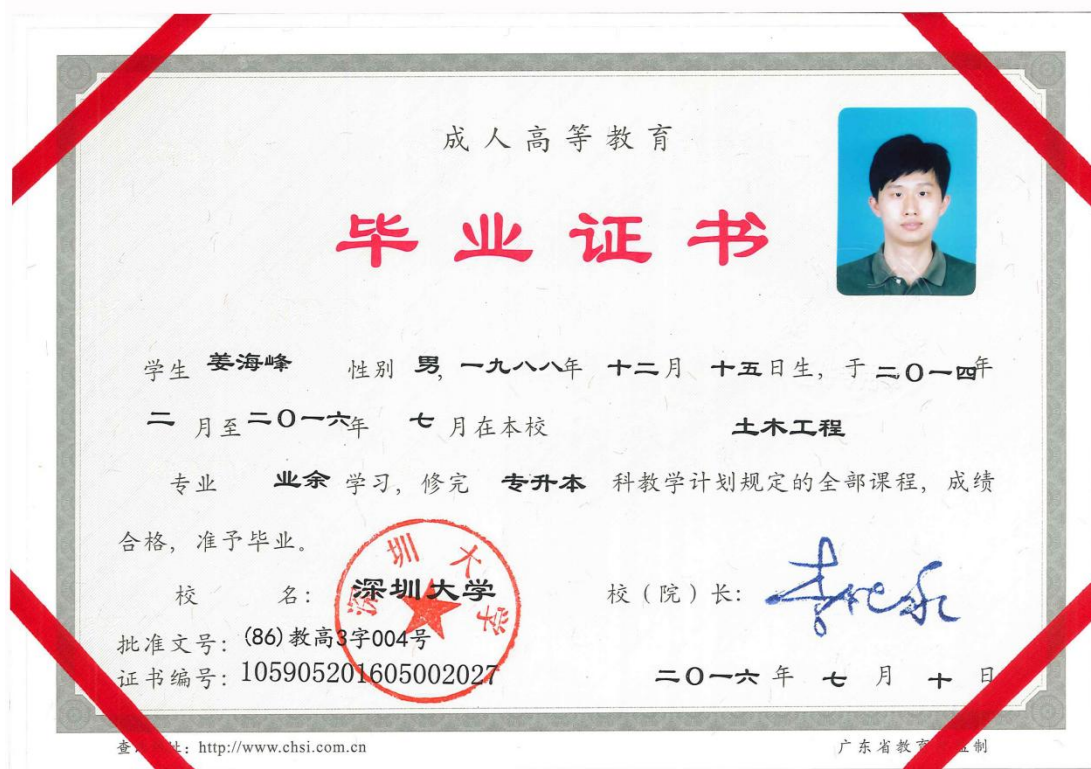 成人高等教育
毕业证书
学生 姜海峰 性别 男, 一九八八年 十二月 十五日生, 于二〇一四年
二 月至二〇一六年 七 月在本校 土木工程
专业 业余 学习, 修完 专升本 科教学计划规定的全部课程, 成绩
合格, 准予毕业。
深圳大学
校 名: 深圳大学 校(院)长:
批准文号: (86)教高3字004号
证书编号: 105905201605002027 二〇一六年 七 月 十 日
查 址: http://www.chsi.com.cn 广东省教 制